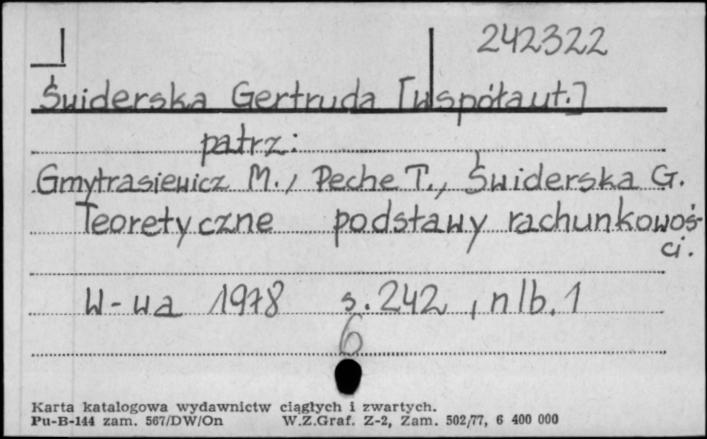 242322
Świderska Gertruda [współaut.]
patrz:
Gmytrasiewicz M., Peche T., Świderska G.
Teoretyczne podstawy rachunkowoś-
ci.
W-wa 1978 s. 242, nlb. 1
6
Karta katalogowa wydawnictw ciągłych i zwartych.
Pu-B-144 zam. 567/DW/On W.Z.Graf. Z-2, Zam. 502/77, 6 400 000